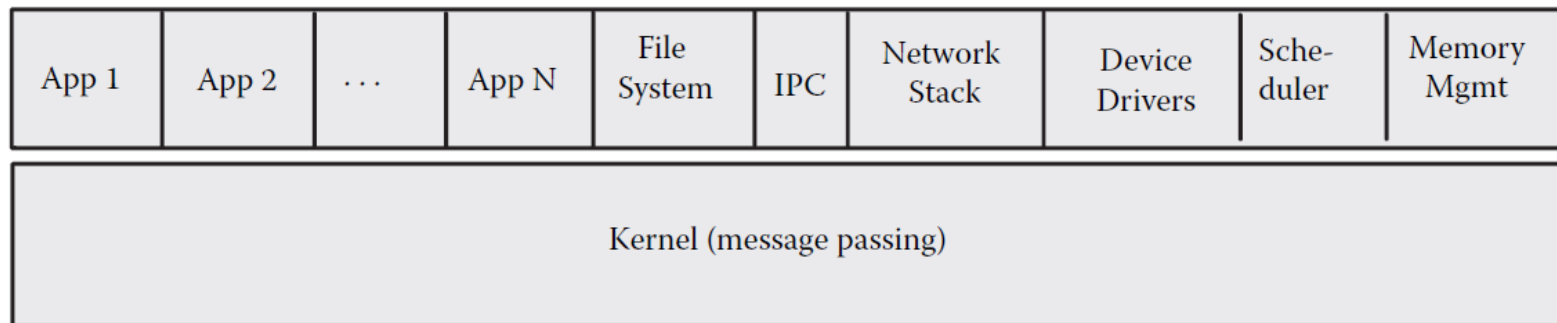 App 1
App 2
. . .
App N
File
System
IPC
Network
Stack
Device
Drivers
Sche-
duler
Memory
Mgmt
Kernel (message passing)